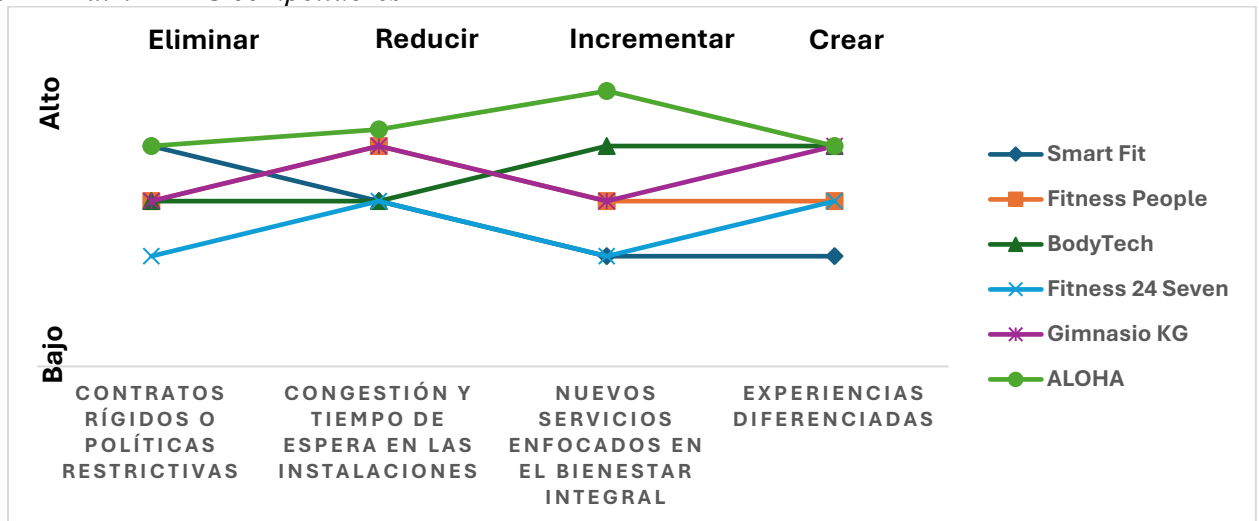 Eliminar Reducir Incrementar Crear
Alto
Bajo
CONTRATOS
RÍGIDOS O
POLÍTICAS
RESTRICTIVAS
CONGESTIÓN Y
TIEMPO DE
ESPERA EN LAS
INSTALACIONES
NUEVOS
SERVICIOS
ENFOCADOS EN
EL BIENESTAR
INTEGRAL
EXPERIENCIAS
DIFERENCIADAS
Smart Fit
Fitness People
BodyTech
Fitness 24 Seven
Gimnasio KG
ALOHA